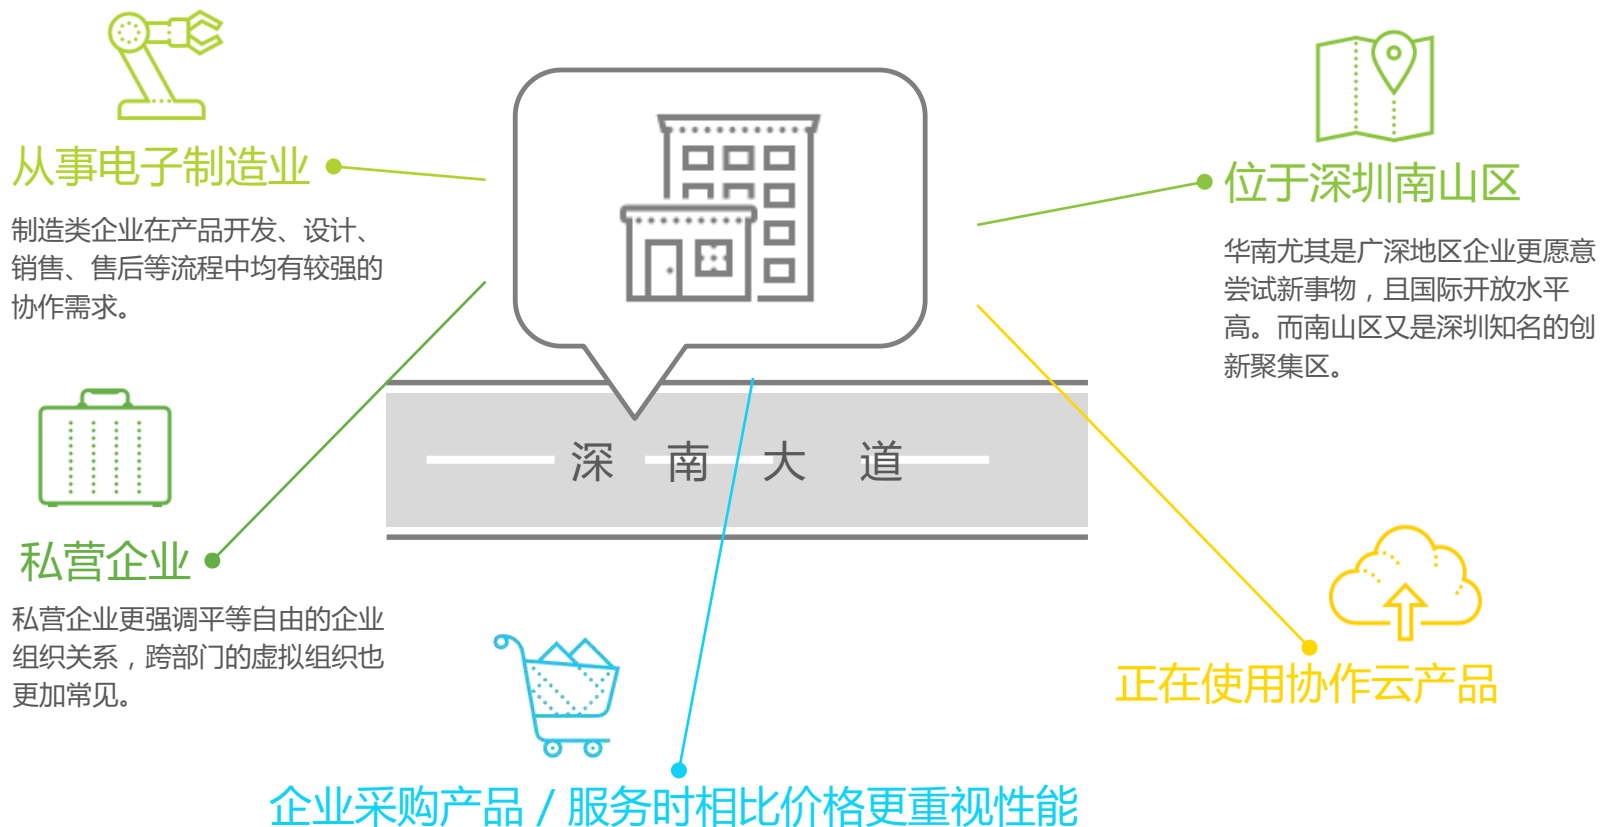 从事电子制造业
制造类企业在产品开发、设计、
销售、售后等流程中均有较强的
协作需求。
私营企业
私营企业更强调平等自由的企业
组织关系，跨部门的虚拟组织也
更加常见。
深南大道
位于深圳南山区
华南尤其是广深地区企业更愿意
尝试新事物，且国际开放水平
高。而南山区又是深圳知名的创
新聚集区。
正在使用协作云产品
企业采购产品 / 服务时相比价格更重视性能